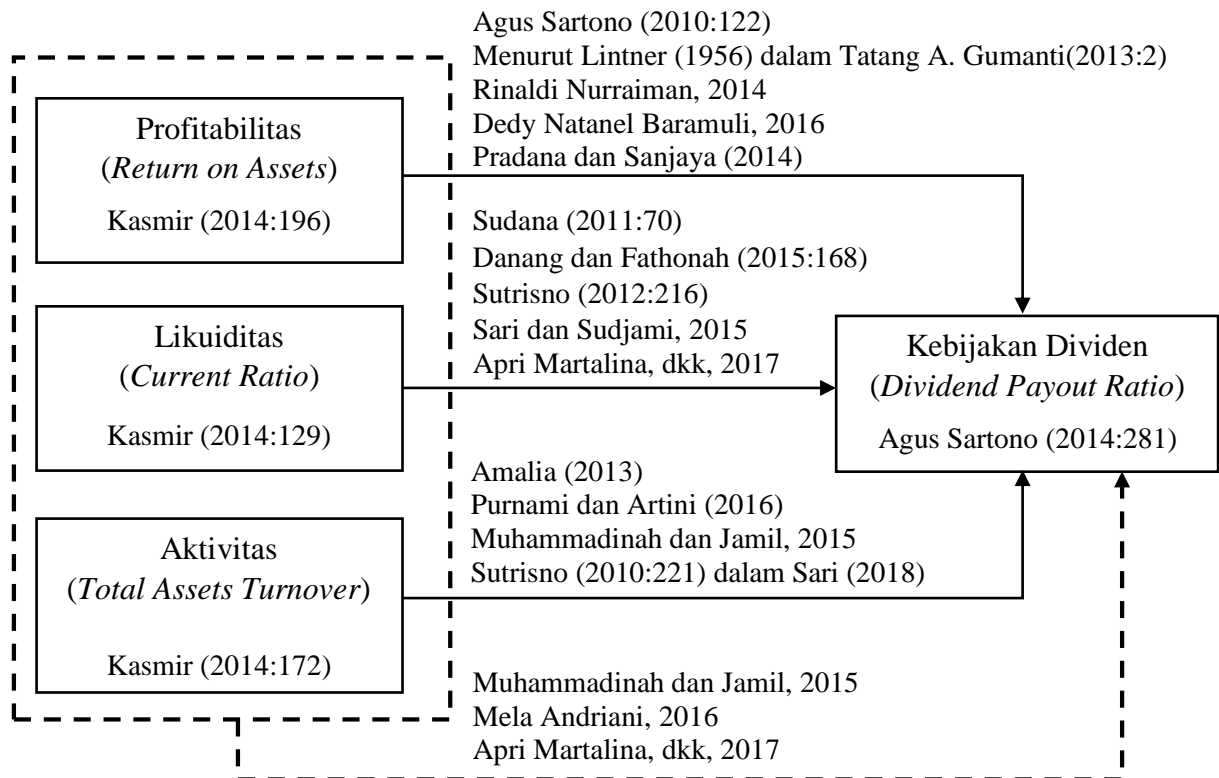 Agus Sartono (2010:122)
Menurut Lintner (1956) dalam Tatang A. Gumanti(2013:2)
Rinaldi Nurraiman, 2014
Dedy Natanel Baramuli, 2016
Pradana dan Sanjaya (2014)
Profitabilitas
(Return on Assets)
Kasmir (2014:196)
Sudana (2011:70)
Danang dan Fathonah (2015:168)
Sutrisno (2012:216)
Sari dan Sudjami, 2015
Apri Martalina, dkk, 2017
Likuiditas
(Current Ratio)
Kasmir (2014:129)
Kebijakan Dividen
(Dividend Payout Ratio)
Agus Sartono (2014:281)
Amalia (2013)
Purnami dan Artini (2016)
Muhammadinah dan Jamil, 2015
Sutrisno (2010:221) dalam Sari (2018)
Aktivitas
(Total Assets Turnover)
Kasmir (2014:172)
Muhammadinah dan Jamil, 2015
Mela Andriani, 2016
Apri Martalina, dkk, 2017